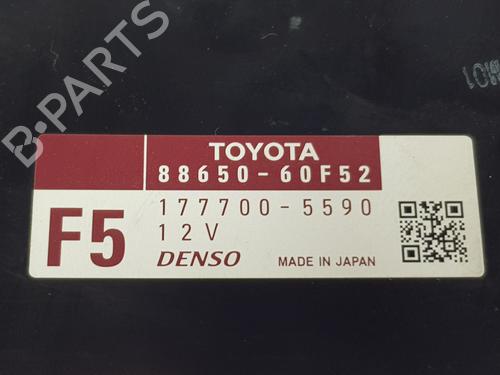 B-PARTS
TOYOTA
88650-60F52
F5
177700-5590
12V
DENSO
MADE IN JAPAN